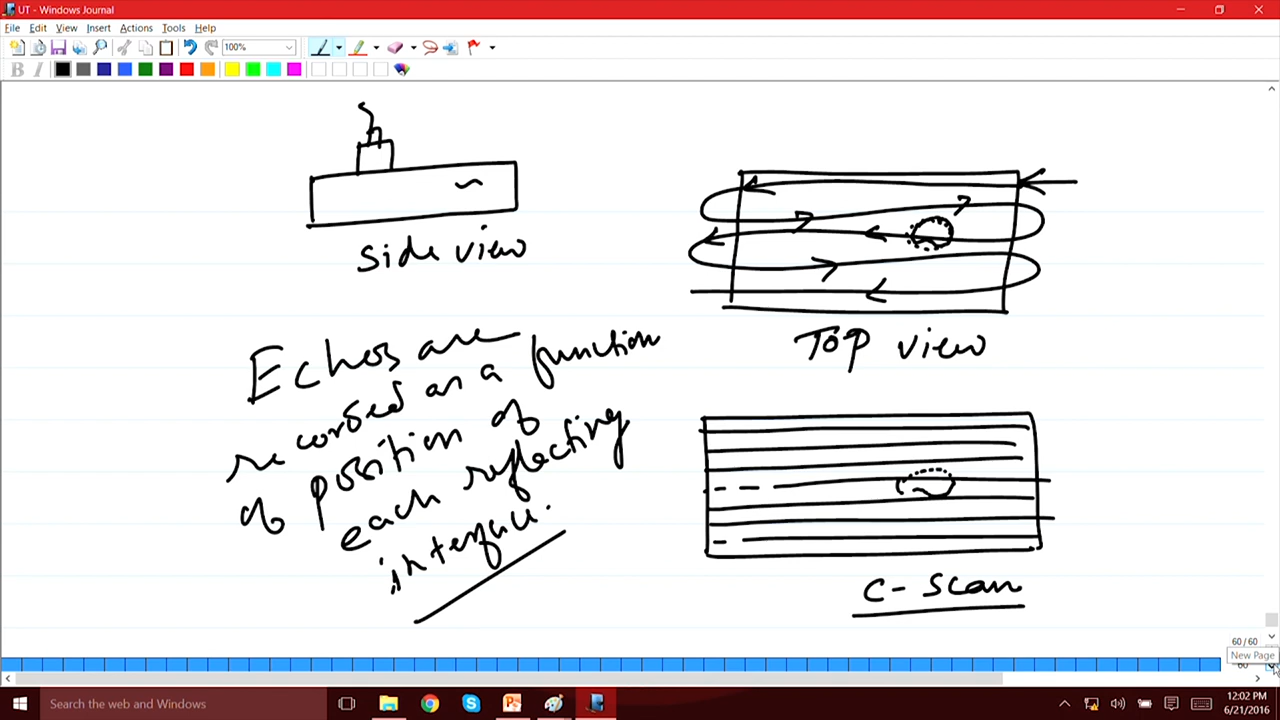 UT - Windows Journal
File Edit View Insert Actions Tools Help
100%
B I
side view
TOP view
Echos are
recorded as a function
of position of
each reflecting
interface.
C- Scan
60 / 60
New Page
60
Search the web and Windows
12:02 PM
6/21/2016